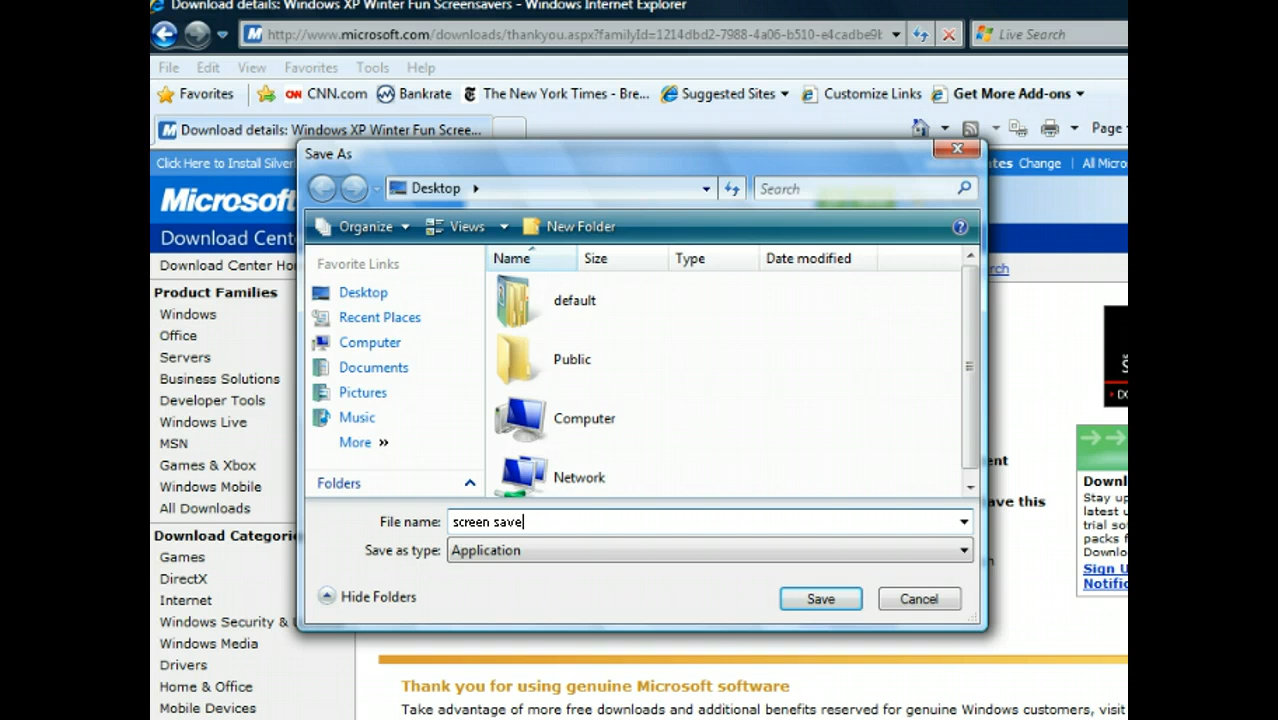 Download details: Windows XP Winter Fun Screensavers - Windows Internet Explorer
http://www.microsoft.com/downloads/thankyou.aspx?familyId=1214dbd2-7988-4a06-b510-e4cadbe9b
Live Search
File Edit View Favorites Tools Help
Favorites CNN.com Bankrate The New York Times - Bre... Suggested Sites Customize Links Get More Add-ons
Download details: Windows XP Winter Fun Scree...
Page
Click Here to Install Silver
ates Change | All Micro
Microsoft
Download Cent
Download Center Ho
rch
Product Families
Windows
Office
Servers
Business Solutions
Developer Tools
Windows Live
MSN
Games & Xbox
Windows Mobile
All Downloads
Download Categorie
Games
DirectX
Internet
Windows Security & U
Windows Media
Drivers
Home & Office
Mobile Devices
Save As
Desktop
Search
Organize Views New Folder
Favorite Links
Desktop
Recent Places
Computer
Documents
Pictures
Music
More »
Folders
Name Size Type Date modified
default
Public
Computer
Network
File name: screen save
Save as type: Application
Hide Folders
Save Cancel
ent
ave this
Downl
Stay up
latest u
trial so
packs f
Downlo
Sign U
Notific
Thank you for using genuine Microsoft software
Take advantage of more free downloads and additional benefits reserved for genuine Windows customers, visit